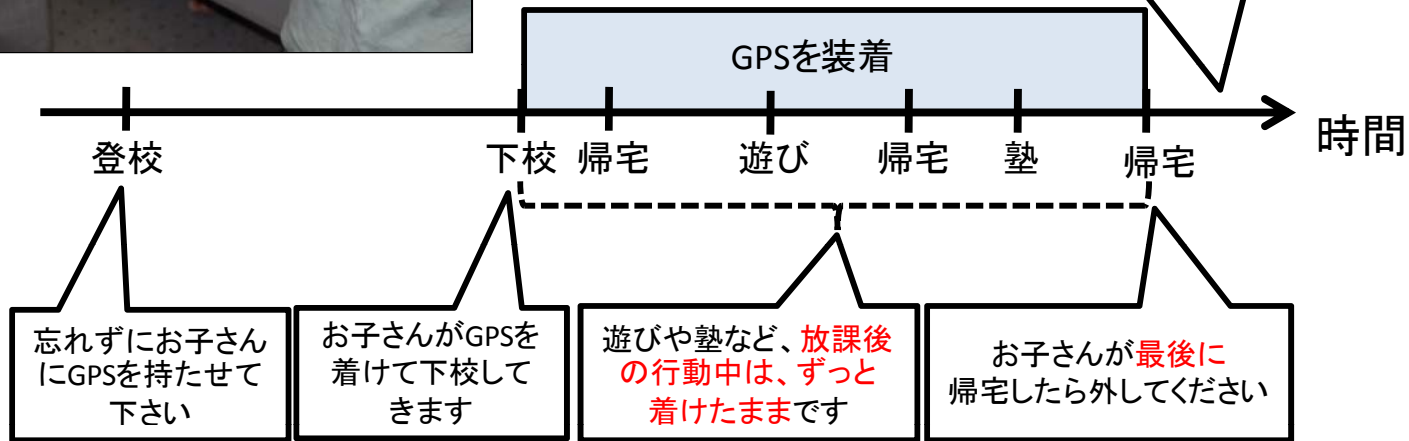 GPSを装着
時間
登校
下校 帰宅 遊び 帰宅 塾 帰宅
忘れずにお子さん
にGPSを持たせて
下さい
お子さんがGPSを
着けて下校して
きます
遊びや塾など、放課後
の行動中は、ずっと
着けたままです
お子さんが最後に
帰宅したら外してください